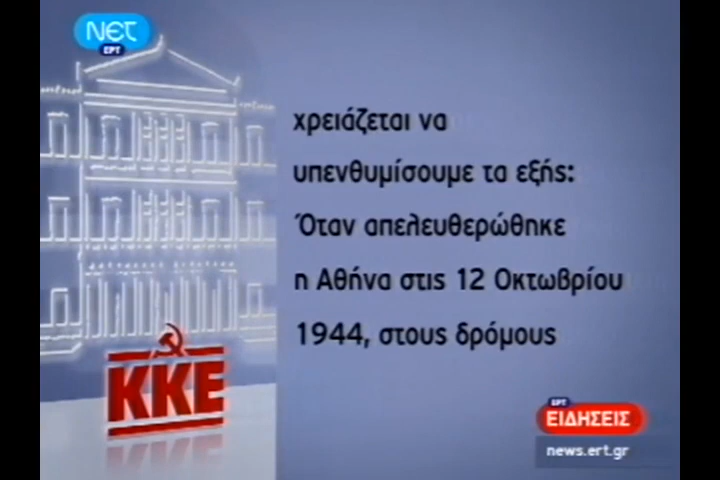 NET
ΕΡΤ
χρειάζεται να
υπενθυμίσουμε τα εξής:
Όταν απελευθερώθηκε
η Αθήνα στις 12 Οκτωβρίου
1944, στους δρόμους
ΚΚΕ
ΕΡΤ
ΕΙΔΗΣΕΙΣ
news.ert.gr